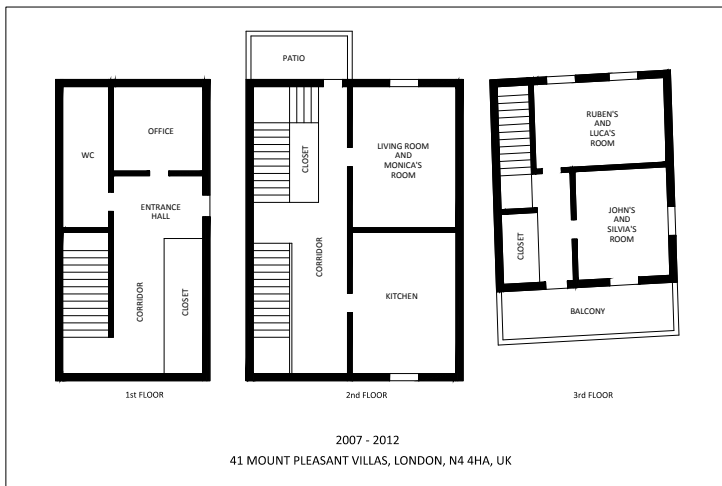 PATIO
WC
OFFICE
ENTRANCE
HALL
CORRIDOR
CLOSET
1st FLOOR
CLOSET
LIVING ROOM
AND
MONICA'S
ROOM
CORRIDOR
KITCHEN
2nd FLOOR
RUBEN'S
AND
LUCA'S
ROOM
JOHN'S
AND
SILVIA'S
ROOM
CLOSET
BALCONY
3rd FLOOR
2007 - 2012
41 MOUNT PLEASANT VILLAS, LONDON, N4 4HA, UK